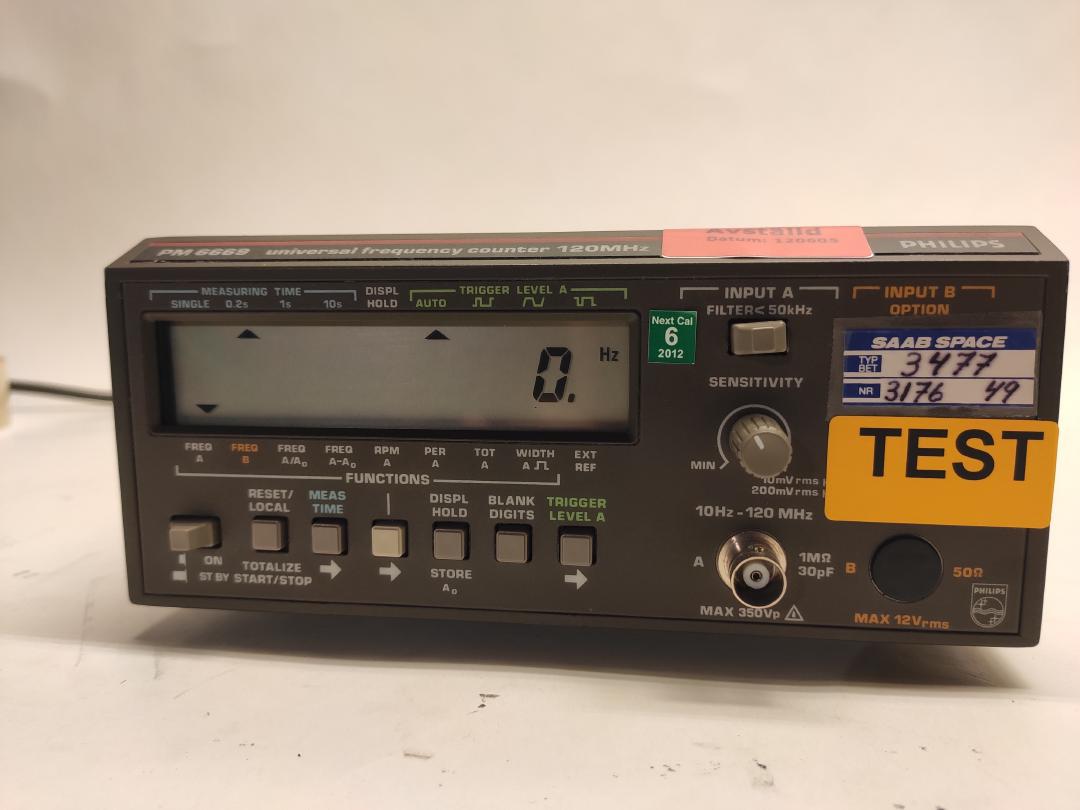 PM 6669 universal frequency counter 120MHz
Avställd
Datum: 120605
PHILIPS
MEASURING TIME
SINGLE 0.2s 1s 10s
DISPL
HOLD
TRIGGER LEVEL A
AUTO
INPUT A
FILTER< 50kHz
INPUT B
OPTION
Next Cal
6
2012
SAAB SPACE
TYP
BET 3477
NR 3176 49
0. Hz
SENSITIVITY
MIN
10mVrms
200mVrms
TEST
FREQ
A
FREQ
B
FREQ
A/A₀
FREQ
A-A₀
RPM
A
PER
A
TOT
A
WIDTH
A
EXT
REF
FUNCTIONS
RESET/
LOCAL
MEAS
TIME
DISPL
HOLD
BLANK
DIGITS
TRIGGER
LEVEL A
10Hz-120 MHz
ON
ST BY
TOTALIZE
START/STOP
STORE
A₀
A
1MΩ
30pF
B
50Ω
MAX 350Vp
MAX 12Vrms
PHILIPS